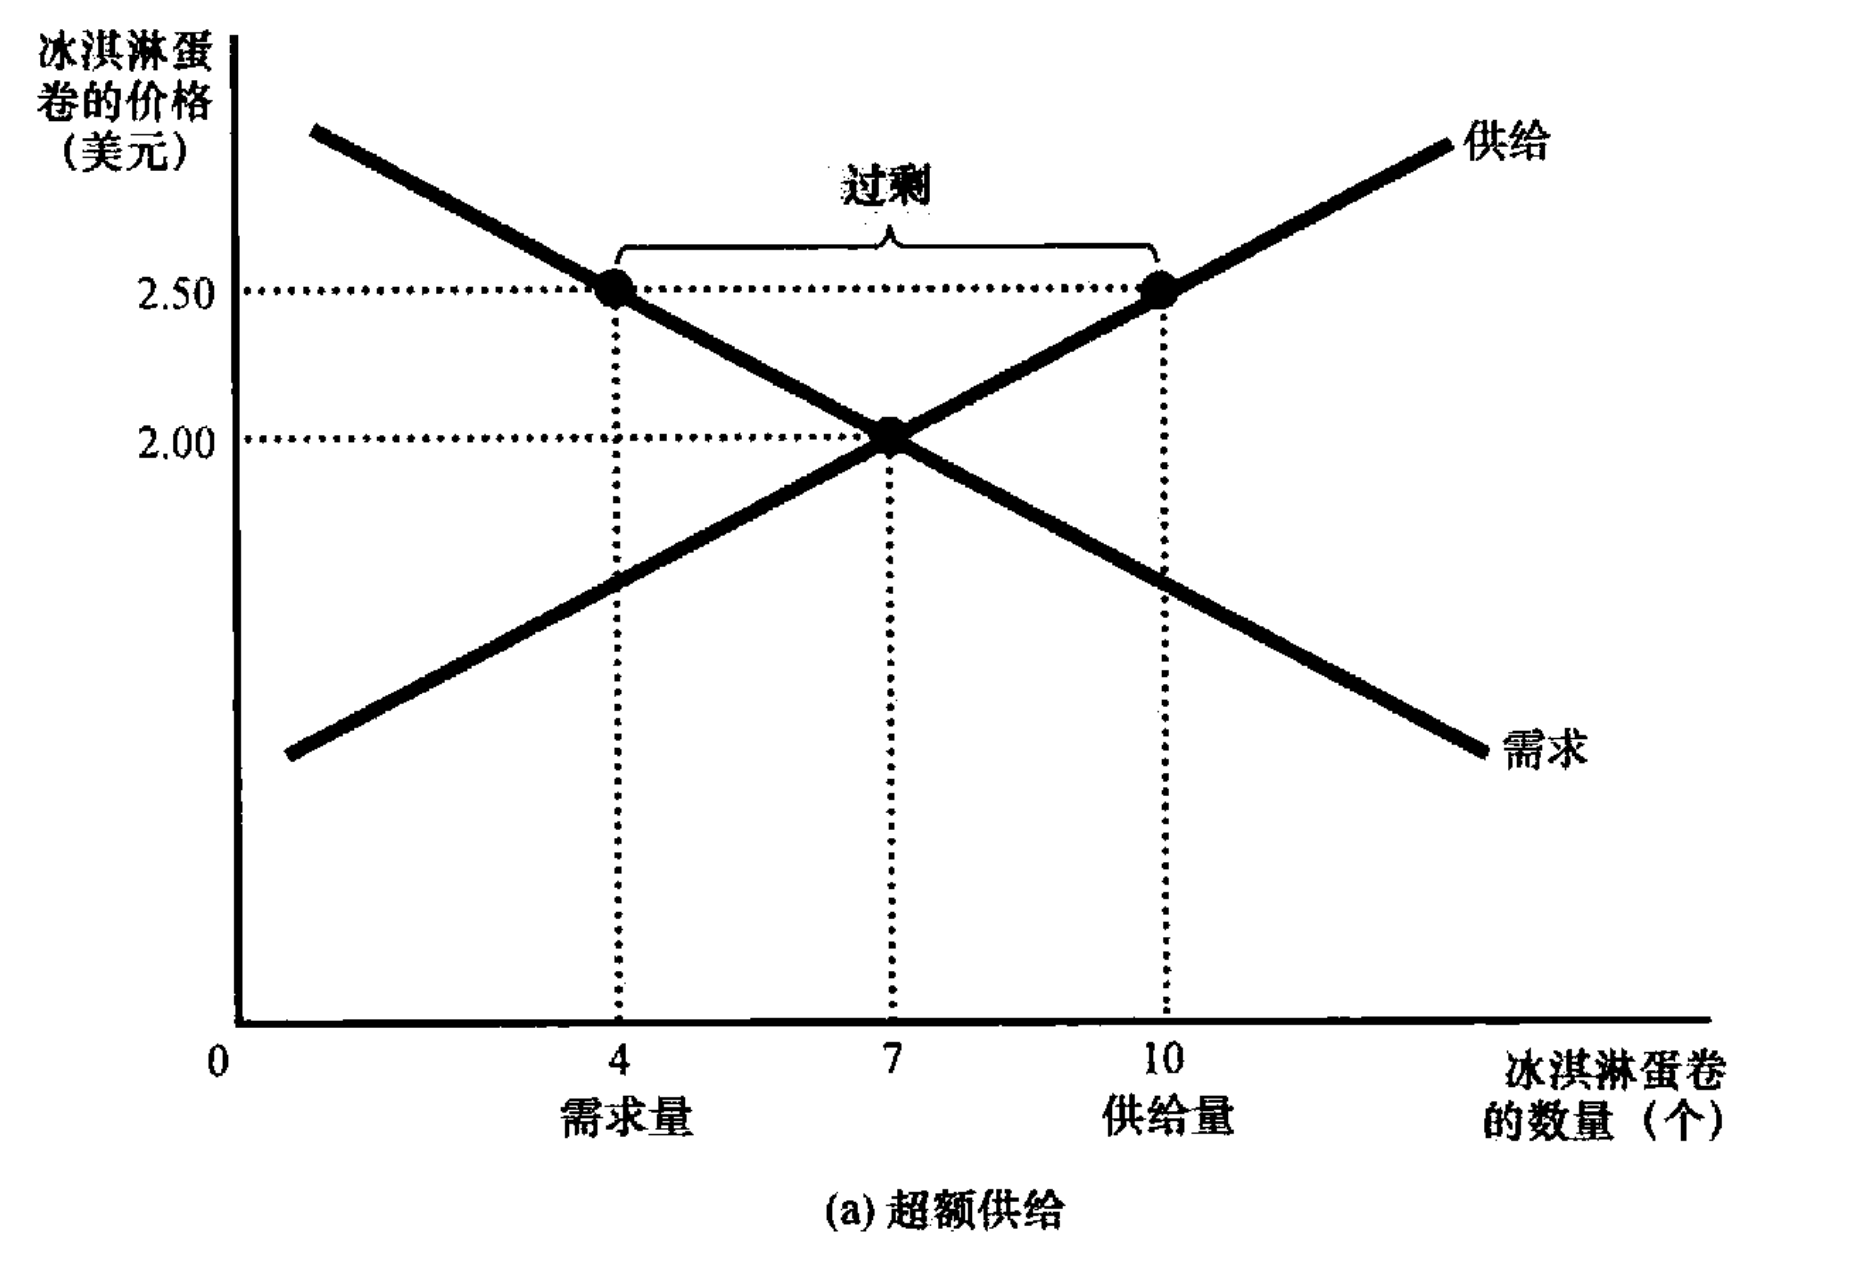 冰淇淋蛋
卷的价格
（美元）
供给
过剩
2.50
2.00
需求
0
4
7
10
需求量
供给量
冰淇淋蛋卷
的数量（个）
(a) 超额供给